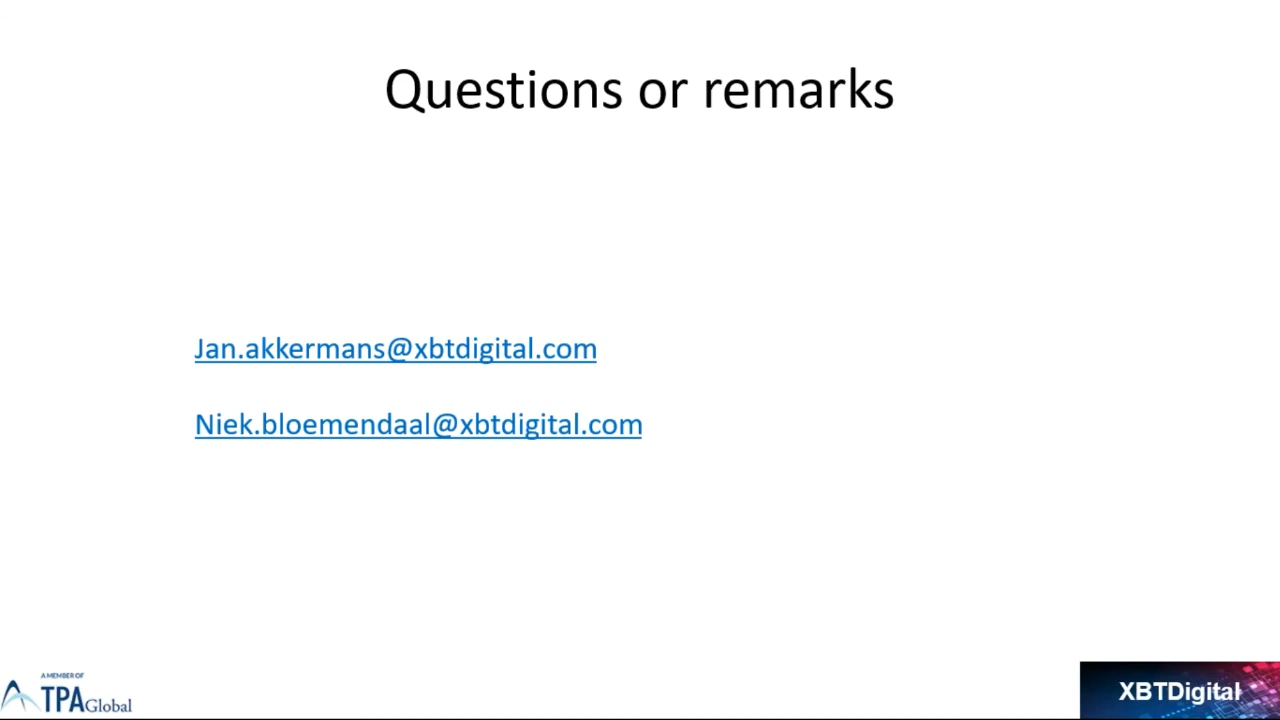 Questions or remarks
Jan.akkermans@xbtdigital.com
Niek.bloemendaal@xbtdigital.com
A MEMBER OF
TPAGlobal
XBTDigital